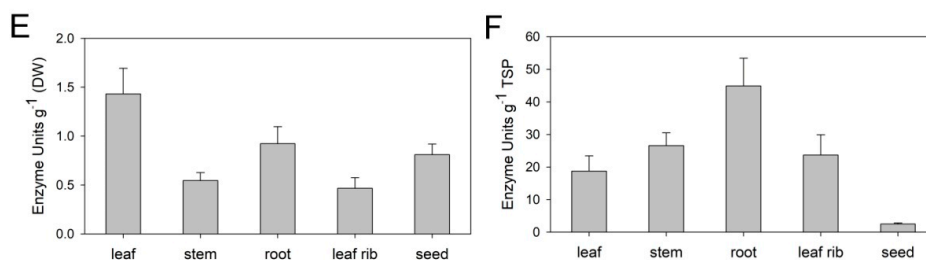 E
Enzyme Units g⁻¹ (DW)
2.0
1.5
1.0
0.5
0.0
leaf stem root leaf rib seed
F
Enzyme Units g⁻¹ TSP
60
50
40
30
20
10
0
leaf stem root leaf rib seed